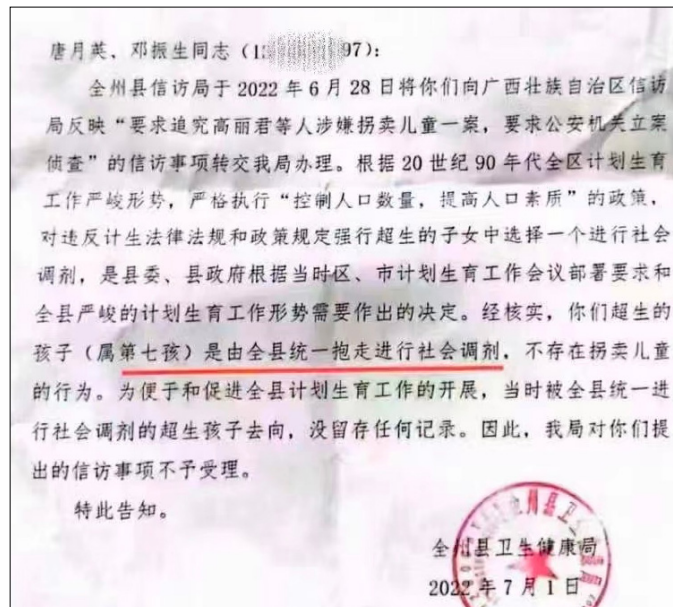 唐月英、邓振生同志(13 97):
全州县信访局于2022年6月28日将你们向广西壮族自治区信访
局反映“要求追究高丽君等人涉嫌拐卖儿童一案,要求公安机关立案
侦查”的信访事项转交我局办理。根据20世纪90年代全区计划生育
工作严峻形势,严格执行“控制人口数量,提高人口素质”的政策,
对违反计生法律法规和政策规定强行超生的子女中选择一个进行社会
调剂,是县委、县政府根据当时区、市计划生育工作会议部署要求和
全县严峻的计划生育工作形势需要作出的决定。经核实,你们超生的
孩子(属第七孩)是由全县统一抱走进行社会调剂,不存在拐卖儿童
的行为。为便于和促进全县计划生育工作的开展,当时被全县统一进
行社会调剂的超生孩子去向,没留存任何记录。因此,我局对你们提
出的信访事项不予受理。
特此告知。
全州县卫生健康局
2022年7月1日